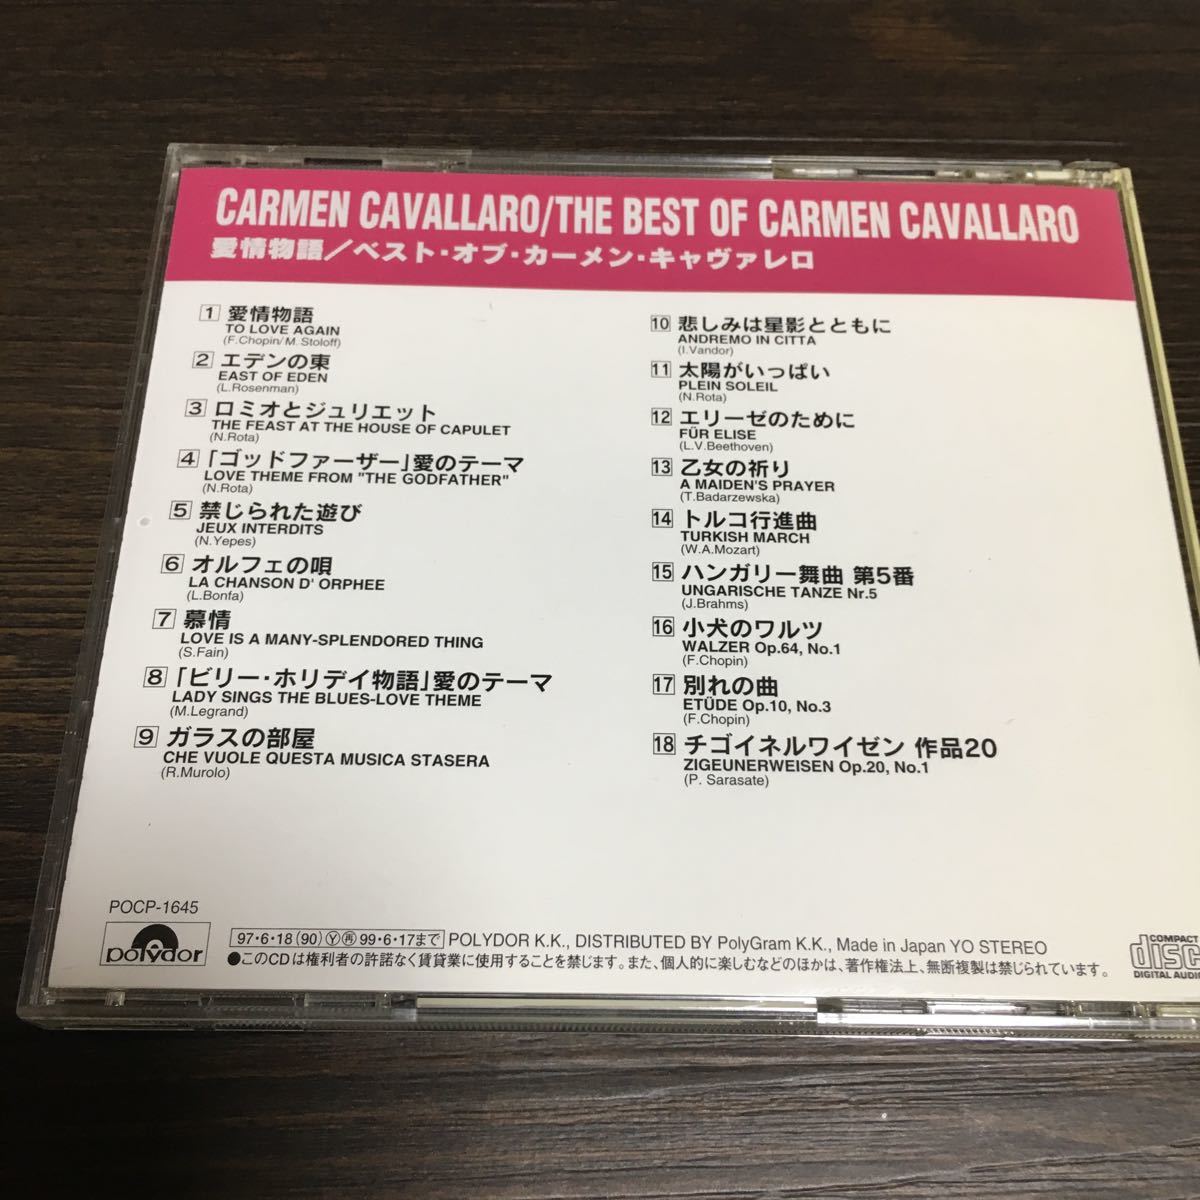 CARMEN CAVALLARO/THE BEST OF CARMEN CAVALLARO
愛情物語/ベスト・オブ・カーメン・キャヴァレロ
1 愛情物語
TO LOVE AGAIN
(F.Chopin/M.Stoloff)
2 エデンの東
EAST OF EDEN
(L.Rosenman)
3 ロミオとジュリエット
THE FEAST AT THE HOUSE OF CAPULET
(N.Rota)
4 「ゴッドファーザー」愛のテーマ
LOVE THEME FROM "THE GODFATHER"
(N.Rota)
5 禁じられた遊び
JEUX INTERDITS
(N.Yepes)
6 オルフェの唄
LA CHANSON D' ORPHEE
(L.Bonfa)
7 慕情
LOVE IS A MANY-SPLENDORED THING
(S.Fain)
8 「ビリー・ホリデイ物語」愛のテーマ
LADY SINGS THE BLUES-LOVE THEME
(M.Legrand)
9 ガラスの部屋
CHE VUOLE QUESTA MUSICA STASERA
(R.Murolo)
10 悲しみは星影とともに
ANDREMO IN CITTA
(I.Vandor)
11 太陽がいっぱい
PLEIN SOLEIL
(N.Rota)
12 エリーゼのために
FÜR ELISE
(L.V.Beethoven)
13 乙女の祈り
A MAIDEN'S PRAYER
(T.Badarzewska)
14 トルコ行進曲
TURKISH MARCH
(W.A.Mozart)
15 ハンガリー舞曲 第5番
UNGARISCHE TANZE Nr.5
(J.Brahms)
16 小犬のワルツ
WALZER Op.64, No.1
(F.Chopin)
17 別れの曲
ETÜDE Op.10, No.3
(F.Chopin)
18 チゴイネルワイゼン 作品20
ZIGEUNERWEISEN Op.20, No.1
(P. Sarasate)
POCP-1645
polydor
97・6・18(90)Ⓨ㊢99・6・17まで POLYDOR K.K., DISTRIBUTED BY PolyGram K.K., Made in Japan YO STEREO
●このCDは権利者の許諾なく賃貸業に使用することを禁じます。また、個人的に楽しむなどのほかは、著作権法上、無断複製は禁じられています。
COMPACT
disc
DIGITAL AUDIO